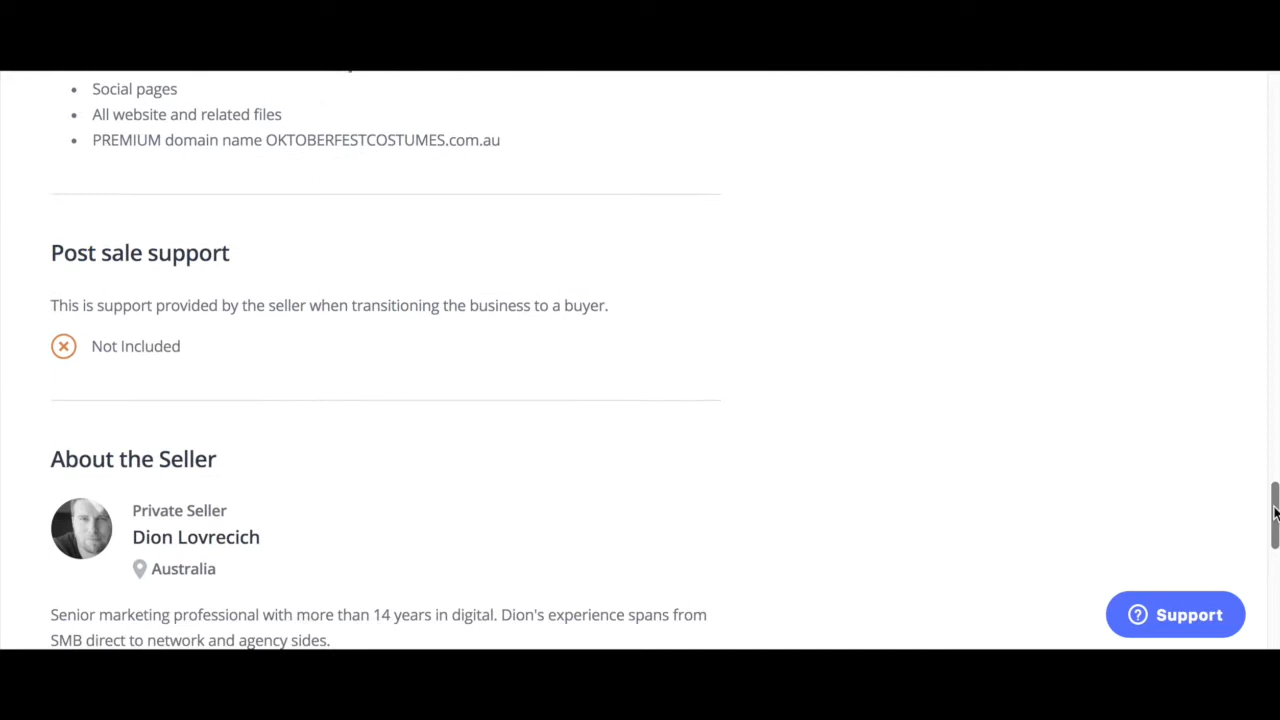 Social pages
All website and related files
PREMIUM domain name OKTOBERFESTCOSTUMES.com.au
Post sale support
This is support provided by the seller when transitioning the business to a buyer.
Not Included
About the Seller
Private Seller
Dion Lovrecich
Australia
Senior marketing professional with more than 14 years in digital. Dion's experience spans from
SMB direct to network and agency sides.
Support